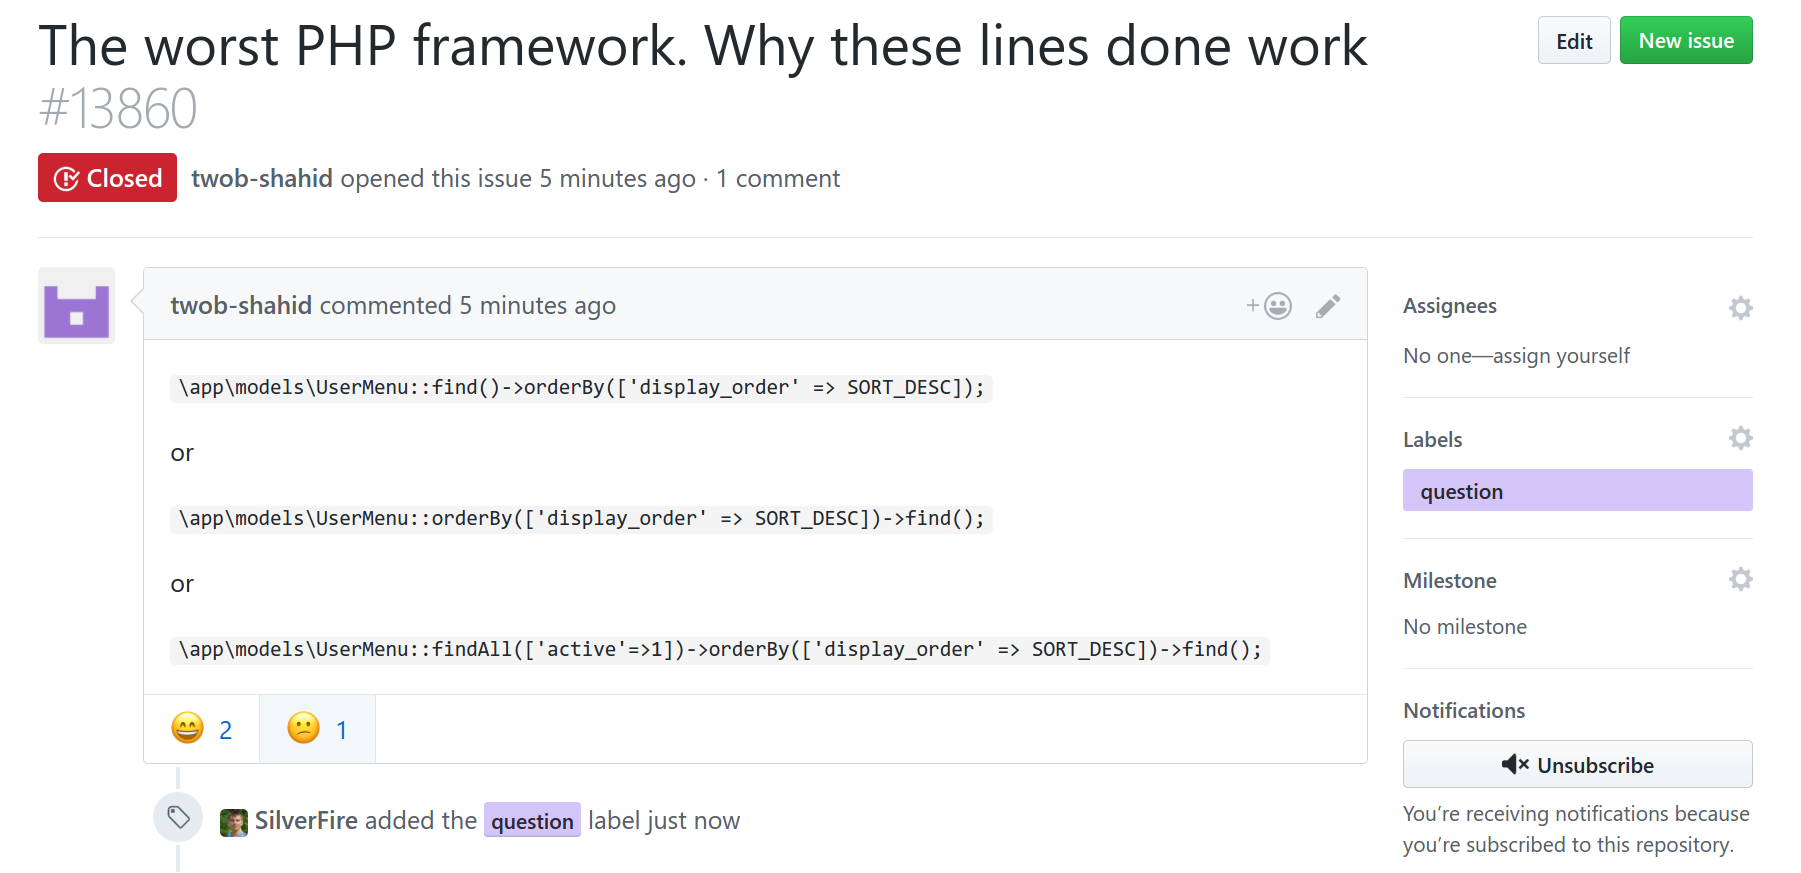 The worst PHP framework. Why these lines done work
#13860
Edit
New issue
Closed
twob-shahid opened this issue 5 minutes ago · 1 comment
twob-shahid commented 5 minutes ago
\app\models\UserMenu::find()->orderBy(['display_order' => SORT_DESC]);
or
\app\models\UserMenu::orderBy(['display_order' => SORT_DESC])->find();
or
\app\models\UserMenu::findAll(['active'=>1])->orderBy(['display_order' => SORT_DESC])->find();
2
1
SilverFire added the question label just now
Assignees
No one—assign yourself
Labels
question
Milestone
No milestone
Notifications
Unsubscribe
You’re receiving notifications because
you’re subscribed to this repository.